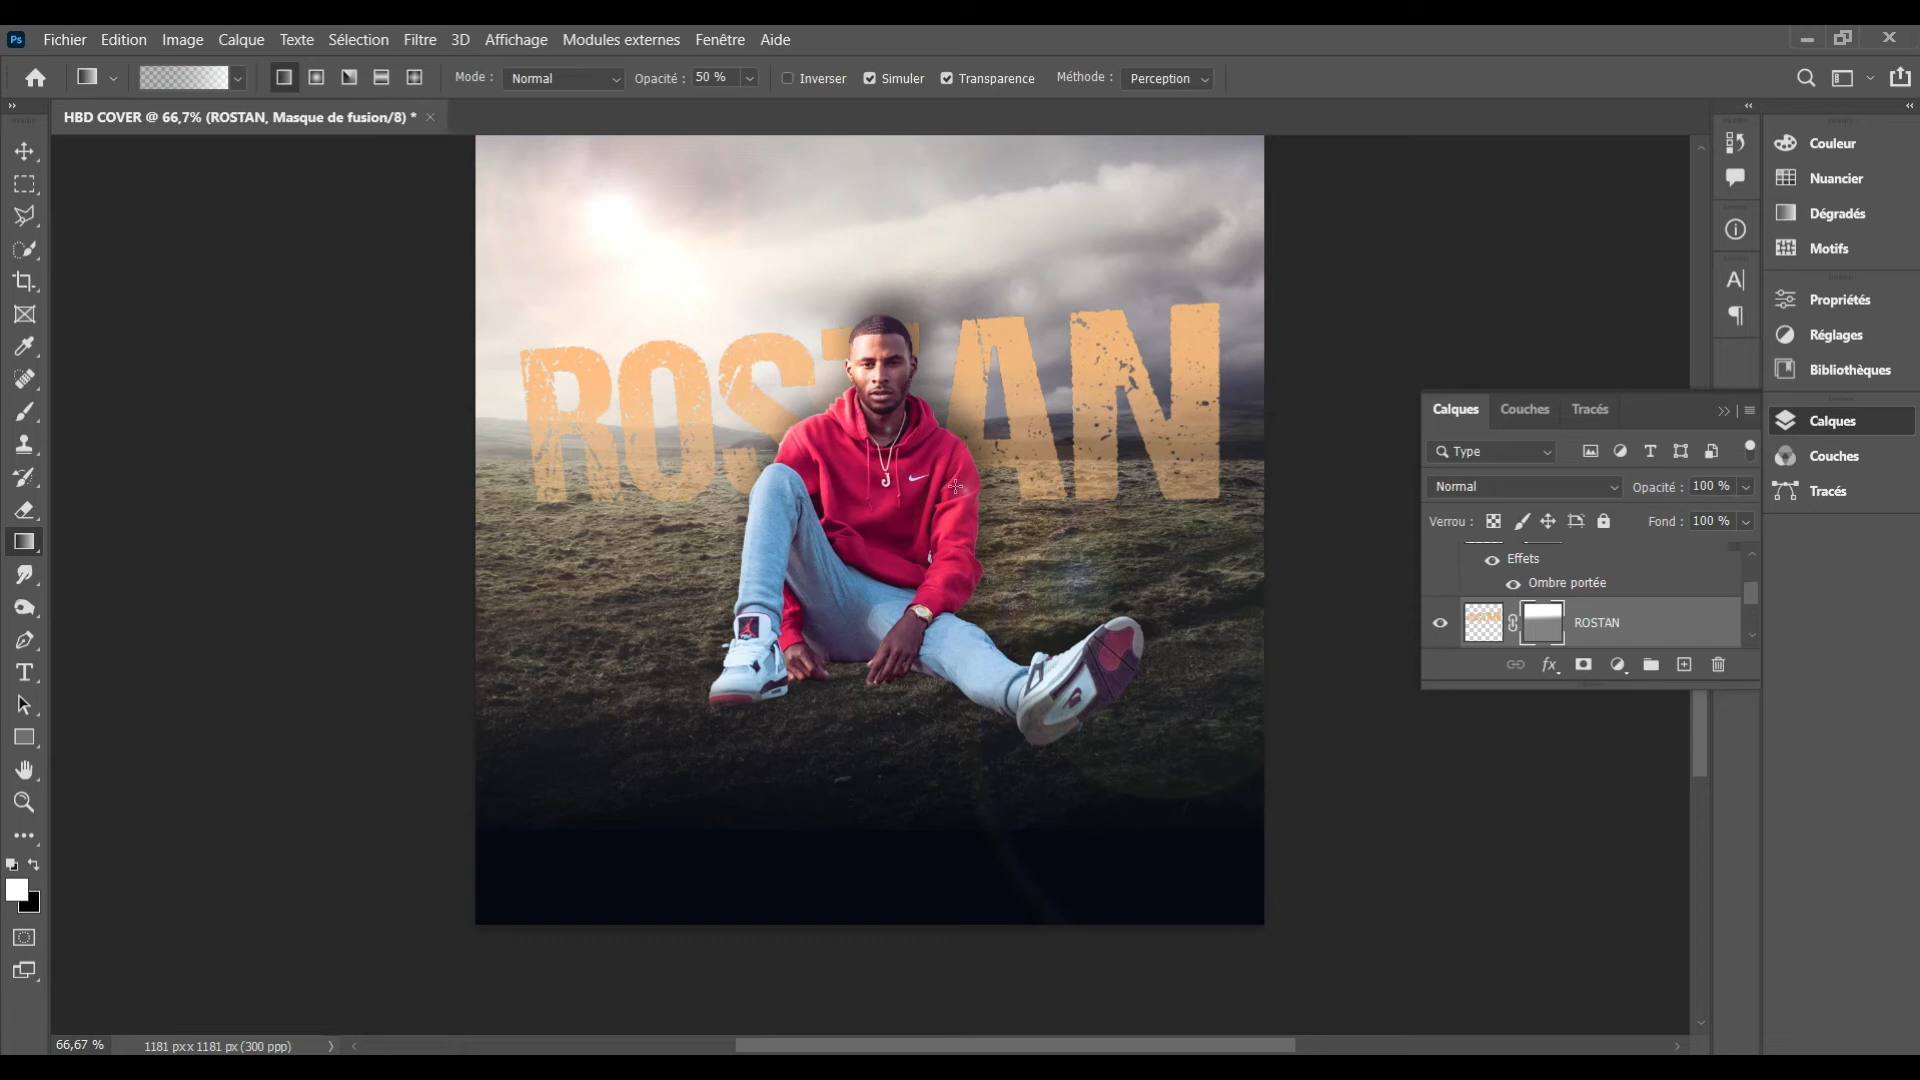 Ps Fichier Edition Image Calque Texte Sélection Filtre 3D Affichage Modules externes Fenêtre Aide
Mode : Normal Opacité : 50 % Inverser Simuler Transparence Méthode : Perception
HBD COVER @ 66,7% (ROSTAN, Masque de fusion/8) *
Couleur
Nuancier
Dégradés
Motifs
Propriétés
Réglages
Bibliothèques
Calques
Couches
Tracés
ROSTAN
J
Calques Couches Tracés
Type
Normal Opacité : 100 %
Verrou : Fond : 100 %
Effets
Ombre portée
ROSTAN
fx
66,67 % 1181 px x 1181 px (300 ppp)